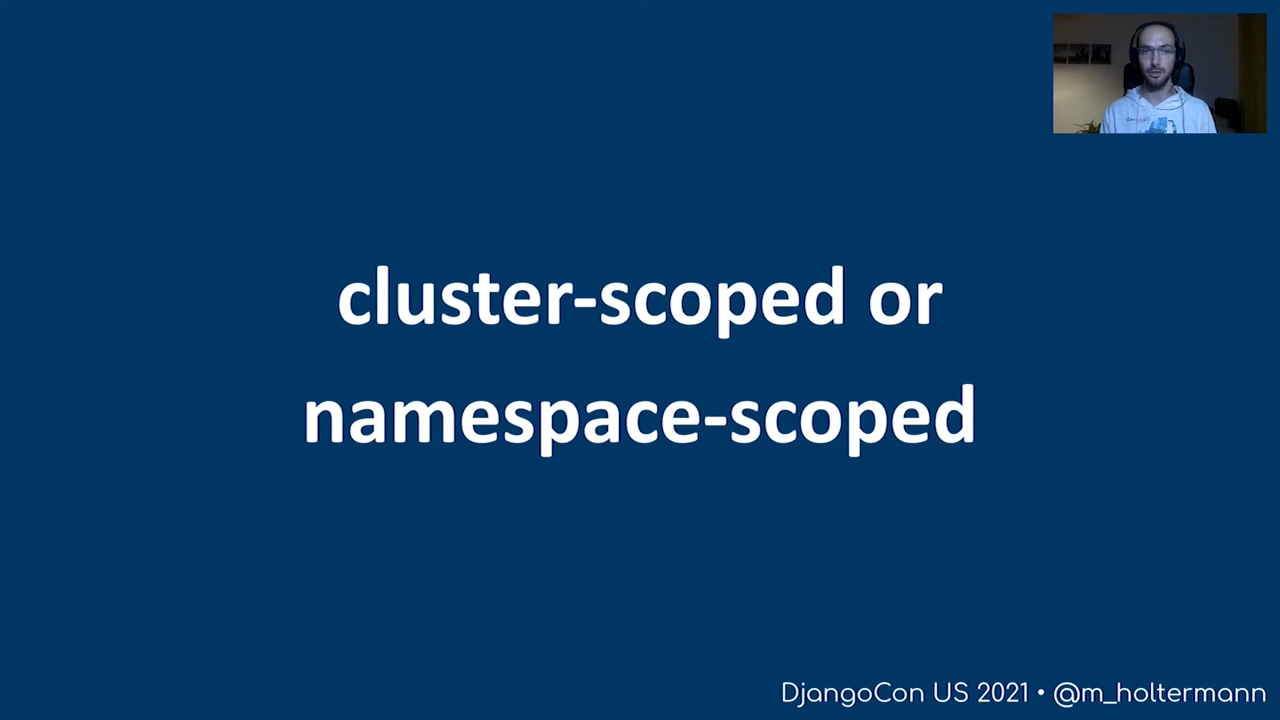 cluster-scoped or
namespace-scoped
DjangoCon US 2021 • @m_holtermann